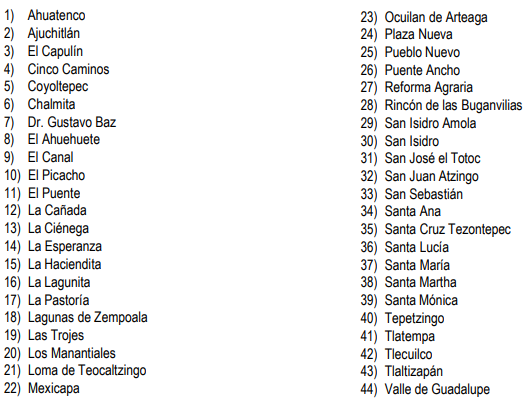 1) Ahuatenco
2) Ajuchitlán
3) El Capulín
4) Cinco Caminos
5) Coyoltepec
6) Chalmita
7) Dr. Gustavo Baz
8) El Ahuehuete
9) El Canal
10) El Picacho
11) El Puente
12) La Cañada
13) La Ciénega
14) La Esperanza
15) La Haciendita
16) La Lagunita
17) La Pastoría
18) Lagunas de Zempoala
19) Las Trojes
20) Los Manantiales
21) Loma de Teocaltzingo
22) Mexicapa
23) Ocuilan de Arteaga
24) Plaza Nueva
25) Pueblo Nuevo
26) Puente Ancho
27) Reforma Agraria
28) Rincón de las Buganvilias
29) San Isidro Amola
30) San Isidro
31) San José el Totoc
32) San Juan Atzingo
33) San Sebastián
34) Santa Ana
35) Santa Cruz Tezontepec
36) Santa Lucía
37) Santa María
38) Santa Martha
39) Santa Mónica
40) Tepetzingo
41) Tlatempa
42) Tlecuilco
43) Tlaltizapán
44) Valle de Guadalupe